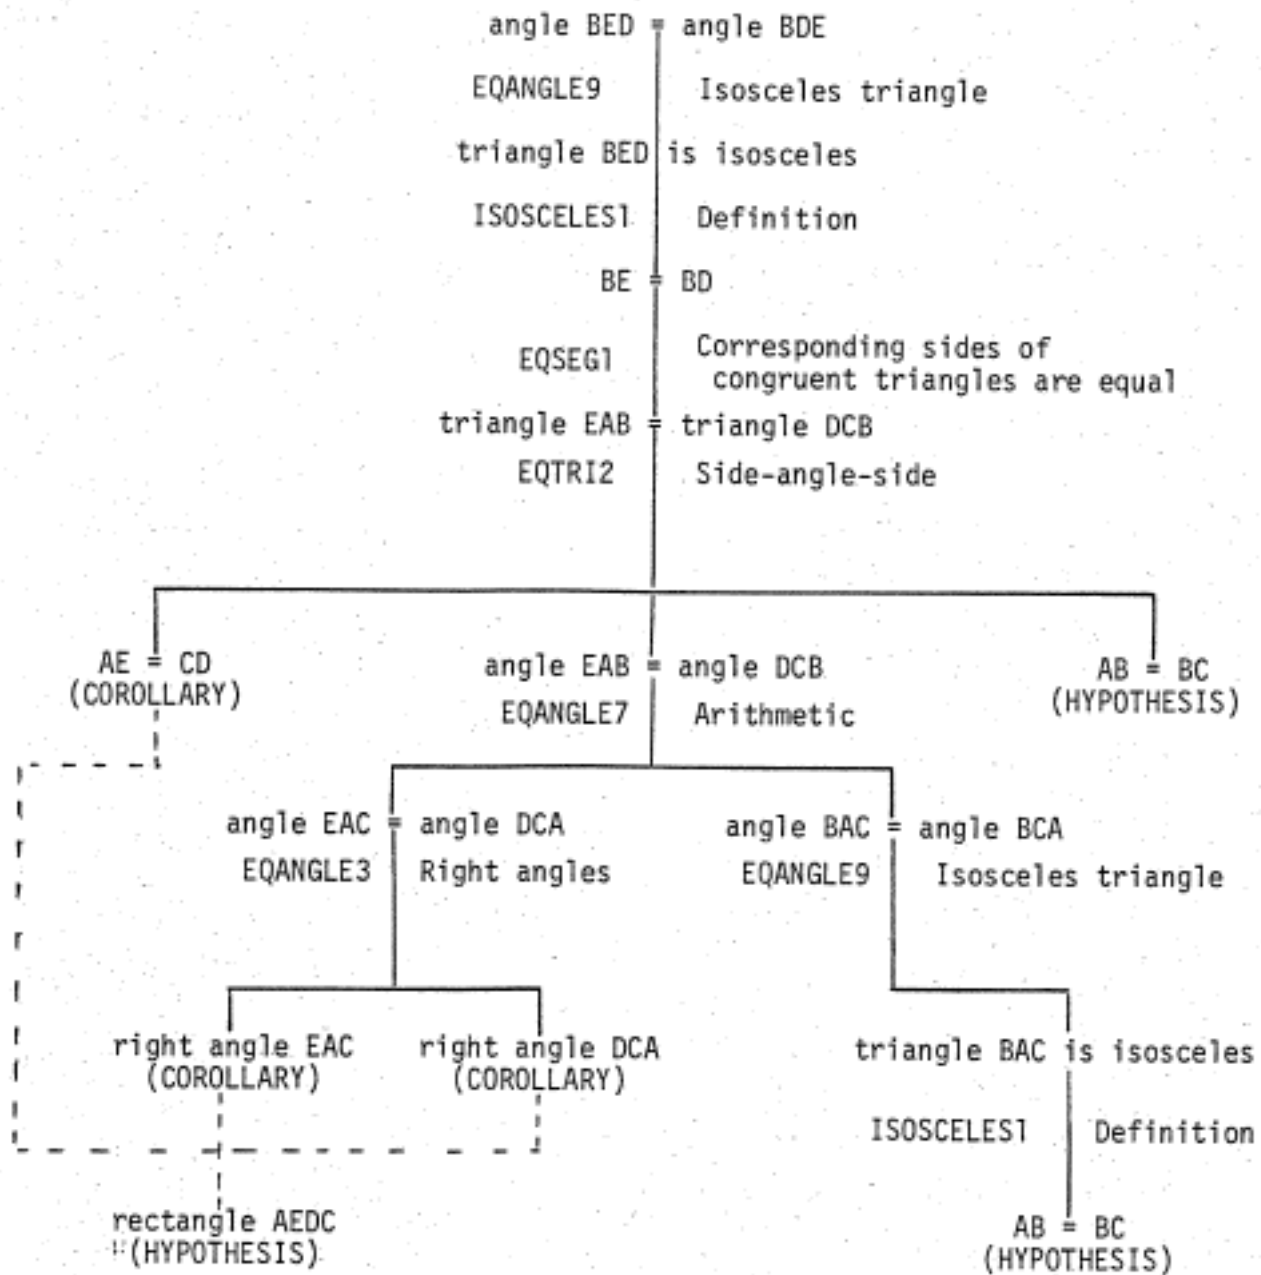 angle BED = angle BDE
EQANGLE9 Isosceles triangle
triangle BED is isosceles
ISOSCELES1 Definition
BE = BD
EQSEG1 Corresponding sides of
congruent triangles are equal
triangle EAB = triangle DCB
EQTRI2 Side-angle-side
AE = CD
(COROLLARY)
angle EAB = angle DCB
EQANGLE7 Arithmetic
AB = BC
(HYPOTHESIS)
angle EAC = angle DCA
EQANGLE3 Right angles
angle BAC = angle BCA
EQANGLE9 Isosceles triangle
right angle EAC
(COROLLARY)
right angle DCA
(COROLLARY)
triangle BAC is isosceles
ISOSCELES1 Definition
rectangle AEDC
(HYPOTHESIS)
AB = BC
(HYPOTHESIS)